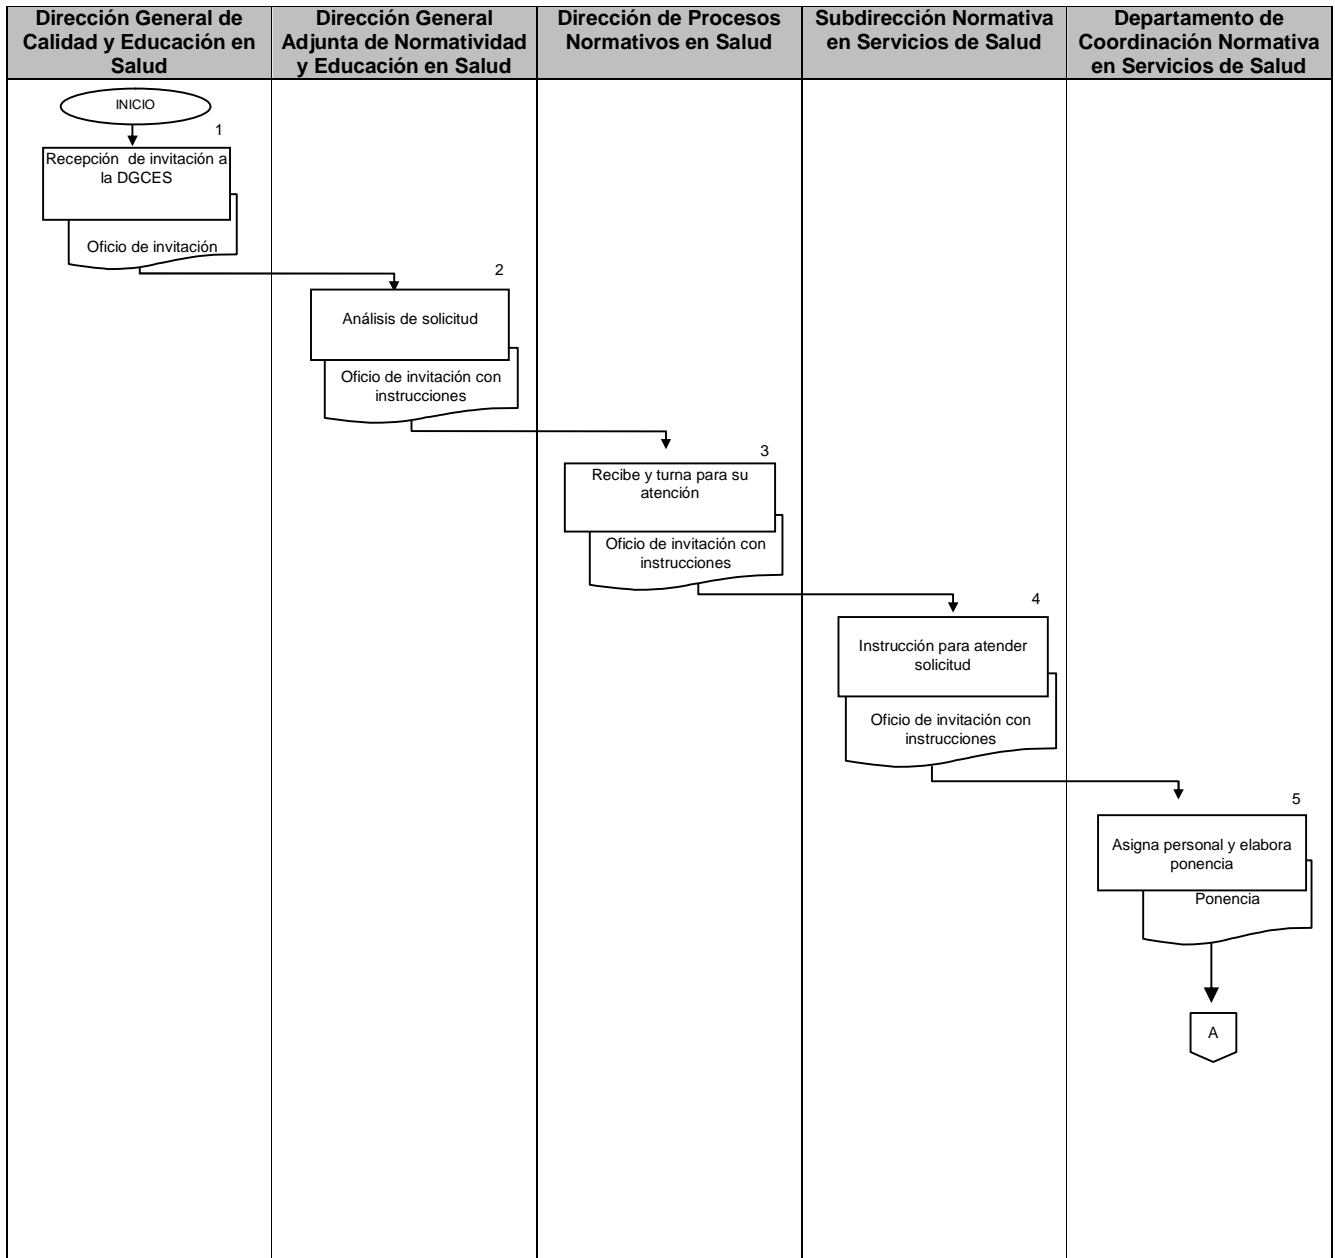 Dirección General de
Calidad y Educación en
Salud
Dirección General
Adjunta de Normatividad
y Educación en Salud
Dirección de Procesos
Normativos en Salud
Subdirección Normativa
en Servicios de Salud
Departamento de
Coordinación Normativa
en Servicios de Salud
INICIO
1
Recepción de invitación a
la DGCES
Oficio de invitación
2
Análisis de solicitud
Oficio de invitación con
instrucciones
3
Recibe y turna para su
atención
Oficio de invitación con
instrucciones
4
Instrucción para atender
solicitud
Oficio de invitación con
instrucciones
5
Asigna personal y elabora
ponencia
Ponencia
A